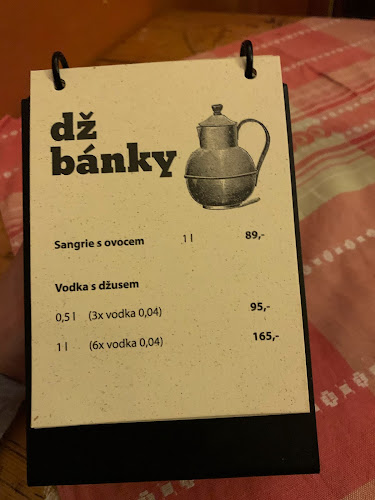 dž
bánky
Sangrie s ovocem 1 l 89,-
Vodka s džusem
0,5 l (3x vodka 0,04) 95,-
1 l (6x vodka 0,04) 165,-